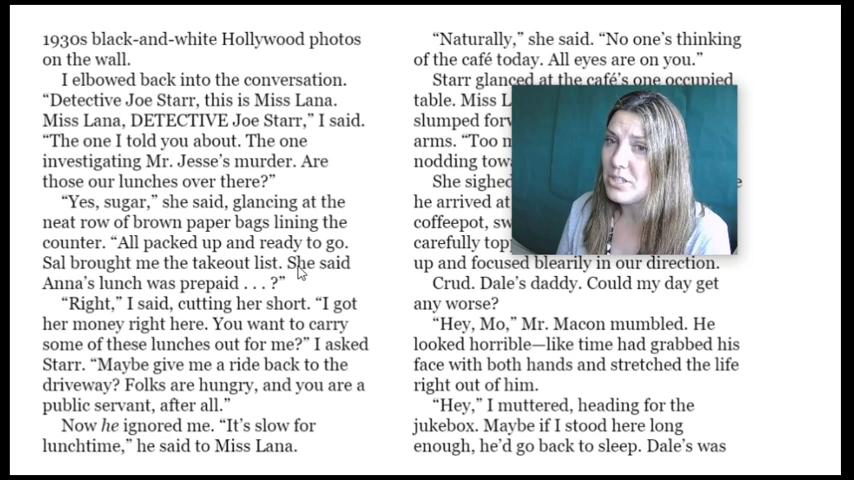 1930s black-and-white Hollywood photos
on the wall.
I elbowed back into the conversation.
“Detective Joe Starr, this is Miss Lana.
Miss Lana, DETECTIVE Joe Starr,” I said.
“The one I told you about. The one
investigating Mr. Jesse’s murder. Are
those our lunches over there?”
“Yes, sugar,” she said, glancing at the
neat row of brown paper bags lining the
counter. “All packed up and ready to go.
Sal brought me the takeout list. She said
Anna’s lunch was prepaid . . . ?”
“Right,” I said, cutting her short. “I got
her money right here. You want to carry
some of these lunches out for me?” I asked
Starr. “Maybe give me a ride back to the
driveway? Folks are hungry, and you are a
public servant, after all.”
Now he ignored me. “It’s slow for
lunchtime,” he said to Miss Lana.
“Naturally,” she said. “No one’s thinking
of the café today. All eyes are on you.”
Starr glanced at the café’s one occupied
table. Miss
slumped
arms. “Too
nodding
She sighed
he arrived at
coffeepot,
carefully
up and focused blearily in our direction.
Crud. Dale’s daddy. Could my day get
any worse?
“Hey, Mo,” Mr. Macon mumbled. He
looked horrible—like time had grabbed his
face with both hands and stretched the life
right out of him.
“Hey,” I muttered, heading for the
jukebox. Maybe if I stood here long
enough, he’d go back to sleep. Dale’s was